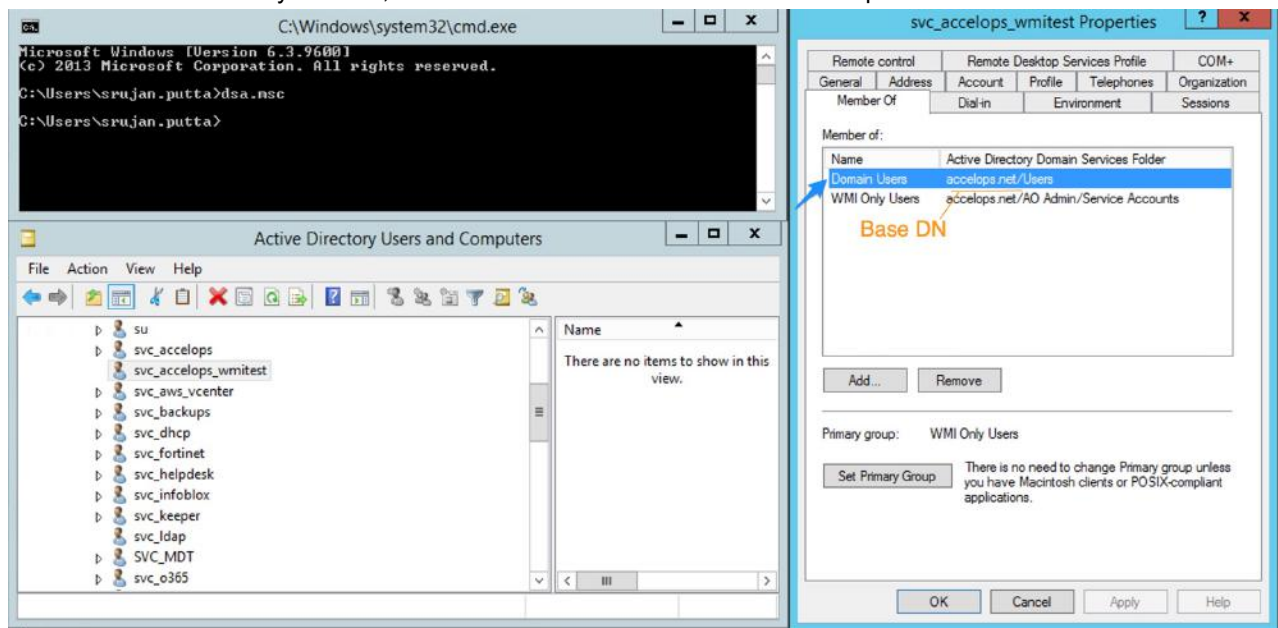 C:\Windows\system32\cmd.exe
Microsoft Windows [Version 6.3.9600]
(c) 2013 Microsoft Corporation. All rights reserved.
C:\Users\srujan.putta>dsa.msc
C:\Users\srujan.putta>
Active Directory Users and Computers
File Action View Help
su
svc_accelops
svc_accelops_wmitest
svc_aws_vcenter
svc_backups
svc_dhcp
svc_fortinet
svc_helpdesk
svc_infoblox
svc_keeper
svc_ldap
SVC_MDT
svc_o365
Name
There are no items to show in this
view.
svc_accelops_wmitest Properties
Remote control Remote Desktop Services Profile COM+
General Address Account Profile Telephones Organization
Member Of Dial-in Environment Sessions
Member of:
Name Active Directory Domain Services Folder
Domain Users accelops.net/Users
WMI Only Users accelops.net/AO Admin/Service Accounts
Base DN
Add... Remove
Primary group: WMI Only Users
Set Primary Group
There is no need to change Primary group unless
you have Macintosh clients or POSIX-compliant
applications.
OK Cancel Apply Help